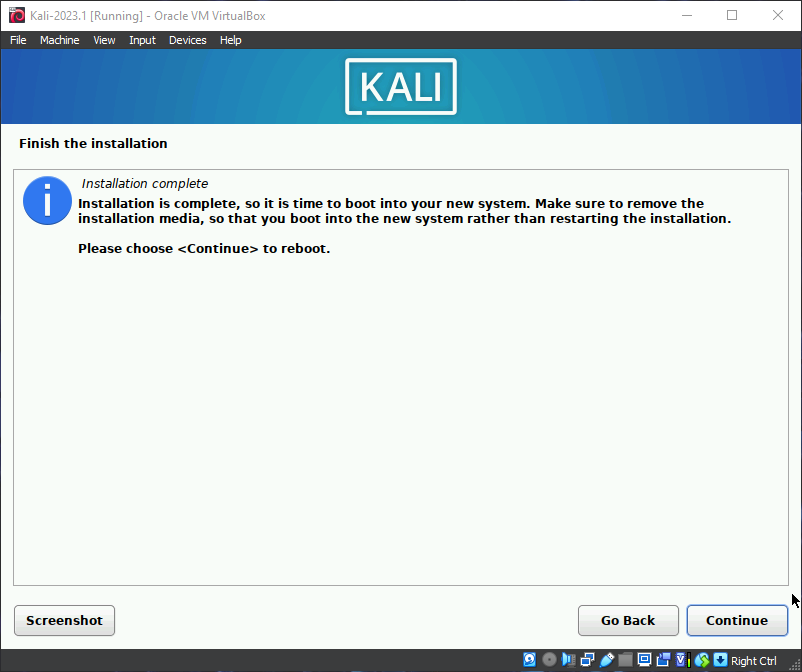 Kali-2023.1 [Running] - Oracle VM VirtualBox
File Machine View Input Devices Help
KALI
Finish the installation
Installation complete
Installation is complete, so it is time to boot into your new system. Make sure to remove the
installation media, so that you boot into the new system rather than restarting the installation.
Please choose <Continue> to reboot.
Screenshot
Go Back
Continue
Right Ctrl